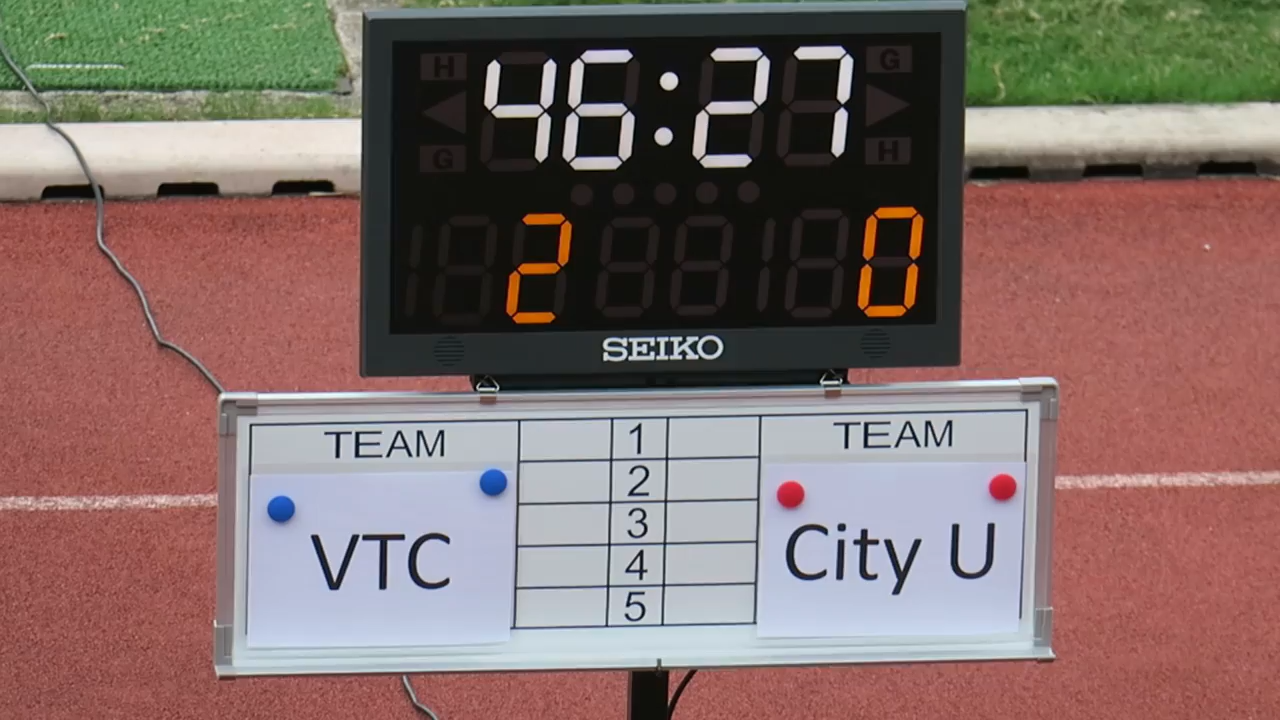 H 46:27 G
G H
2 0
SEIKO
TEAM 1 TEAM
2
3
VTC City U
4
5